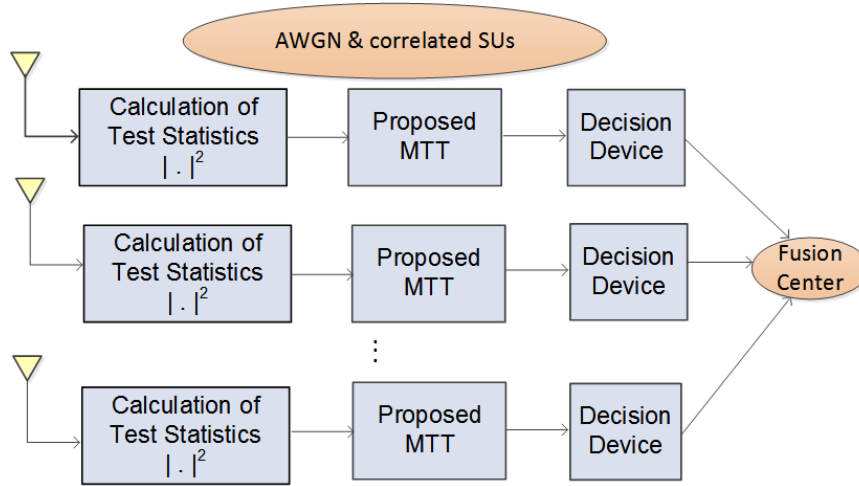 AWGN & correlated SUs
Calculation of
Test Statistics
| . |²
Proposed
MTT
Decision
Device
Calculation of
Test Statistics
| . |²
Proposed
MTT
Decision
Device
Fusion
Center
⋮
Calculation of
Test Statistics
| . |²
Proposed
MTT
Decision
Device